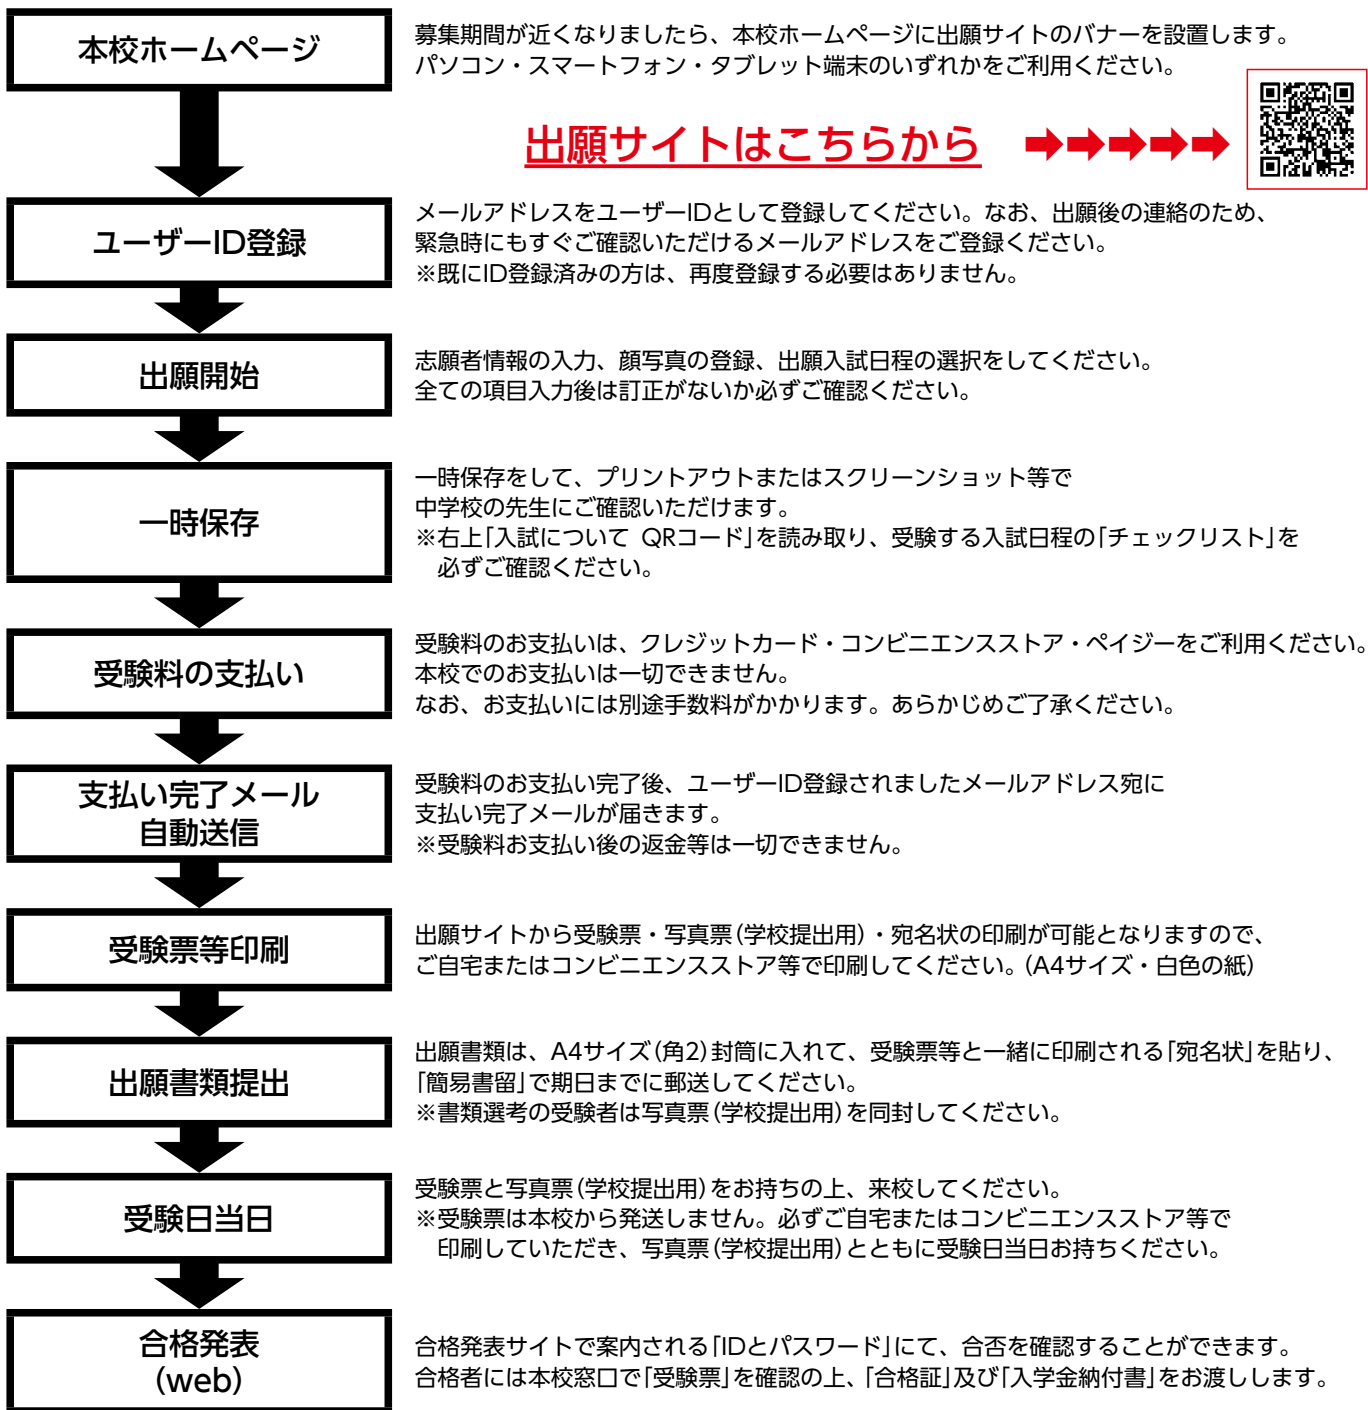 本校ホームページ
募集期間が近くなりましたら、本校ホームページに出願サイトのバナーを設置します。
パソコン・スマートフォン・タブレット端末のいずれかをご利用ください。
出願サイトはこちらから ➡➡➡➡➡
ユーザーID登録
メールアドレスをユーザーIDとして登録してください。なお、出願後の連絡のため、
緊急時にもすぐご確認いただけるメールアドレスをご登録ください。
※既にID登録済みの方は、再度登録する必要はありません。
出願開始
志願者情報の入力、顔写真の登録、出願入試日程の選択をしてください。
全ての項目入力後は訂正がないか必ずご確認ください。
一時保存
一時保存をして、プリントアウトまたはスクリーンショット等で
中学校の先生にご確認いただけます。
※右上「入試について QRコード」を読み取り、受験する入試日程の「チェックリスト」を
必ずご確認ください。
受験料の支払い
受験料のお支払いは、クレジットカード・コンビニエンスストア・ペイジーをご利用ください。
本校でのお支払いは一切できません。
なお、お支払いには別途手数料がかかります。あらかじめご了承ください。
支払い完了メール
自動送信
受験料のお支払い完了後、ユーザーID登録されましたメールアドレス宛に
支払い完了メールが届きます。
※受験料お支払い後の返金等は一切できません。
受験票等印刷
出願サイトから受験票・写真票(学校提出用)・宛名状の印刷が可能となりますので、
ご自宅またはコンビニエンスストア等で印刷してください。(A4サイズ・白色の紙)
出願書類提出
出願書類は、A4サイズ(角2)封筒に入れて、受験票等と一緒に印刷される「宛名状」を貼り、
「簡易書留」で期日までに郵送してください。
※書類選考の受験者は写真票(学校提出用)を同封してください。
受験日当日
受験票と写真票(学校提出用)をお持ちの上、来校してください。
※受験票は本校から発送しません。必ずご自宅またはコンビニエンスストア等で
印刷していただき、写真票(学校提出用)とともに受験日当日お持ちください。
合格発表
(web)
合格発表サイトで案内される「IDとパスワード」にて、合否を確認することができます。
合格者には本校窓口で「受験票」を確認の上、「合格証」及び「入学金納付書」をお渡しします。